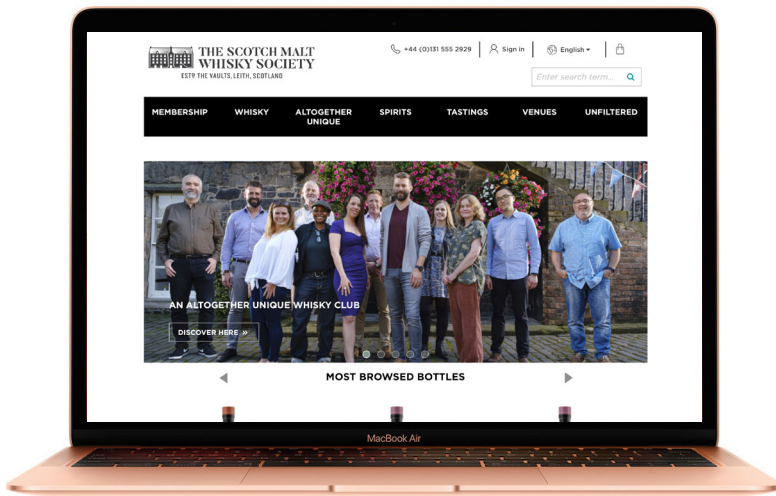 THE SCOTCH MALT
WHISKY SOCIETY
ESTD THE VAULTS, LEITH, SCOTLAND
+44 (0)131 555 2929
Sign in
English
Enter search term...
MEMBERSHIP
WHISKY
ALTOGETHER
UNIQUE
SPIRITS
TASTINGS
VENUES
UNFILTERED
AN ALTOGETHER UNIQUE WHISKY CLUB
DISCOVER HERE »
MOST BROWSED BOTTLES
MacBook Air